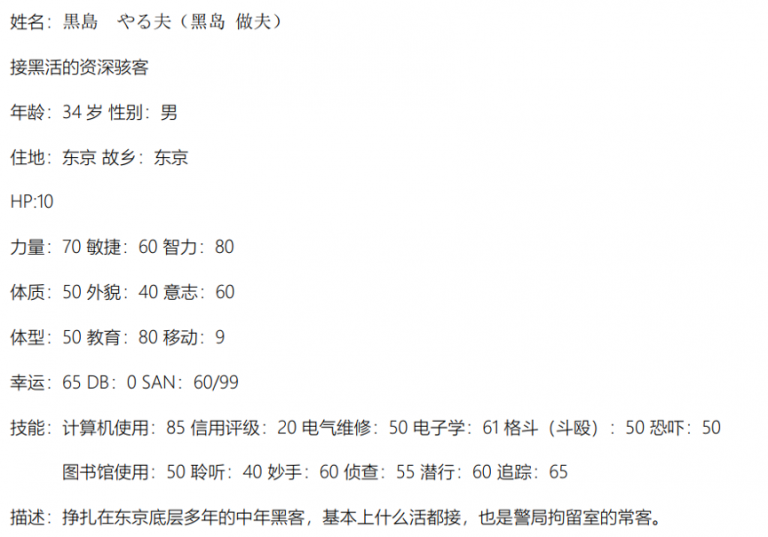 姓名：黒島　やる夫（黑岛 做夫）
接黑活的资深骇客
年龄：34 岁 性别：男
住地：东京 故乡：东京
HP:10
力量：70 敏捷：60 智力：80
体质：50 外貌：40 意志：60
体型：50 教育：80 移动：9
幸运：65 DB：0 SAN：60/99
技能：计算机使用：85 信用评级：20 电气维修：50 电子学：61 格斗（斗殴）：50 恐吓：50
图书馆使用：50 聆听：40 妙手：60 侦查：55 潜行：60 追踪：65
描述：挣扎在东京底层多年的中年黑客，基本上什么活都接，也是警局拘留室的常客。